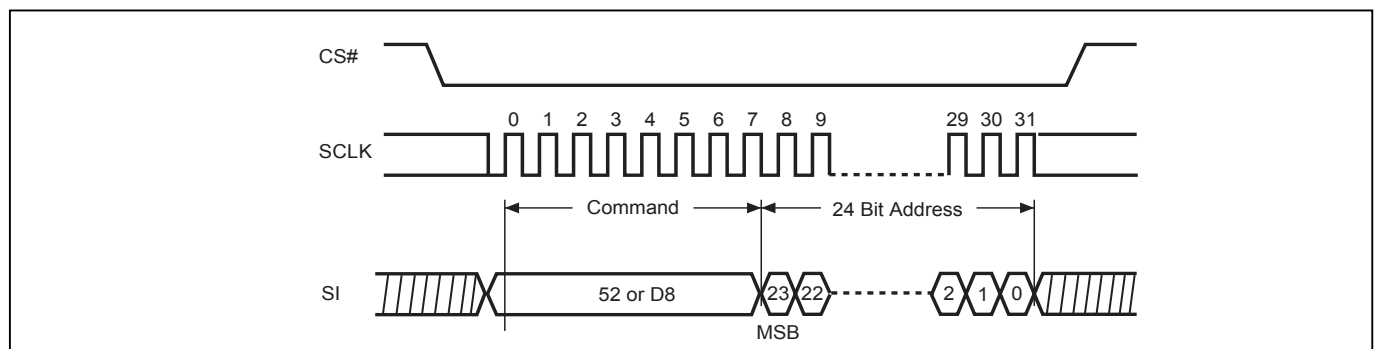 CS#
0 1 2 3 4 5 6 7 8 9 29 30 31
SCLK
Command 24 Bit Address
SI 52 or D8 23 22 2 1 0
MSB